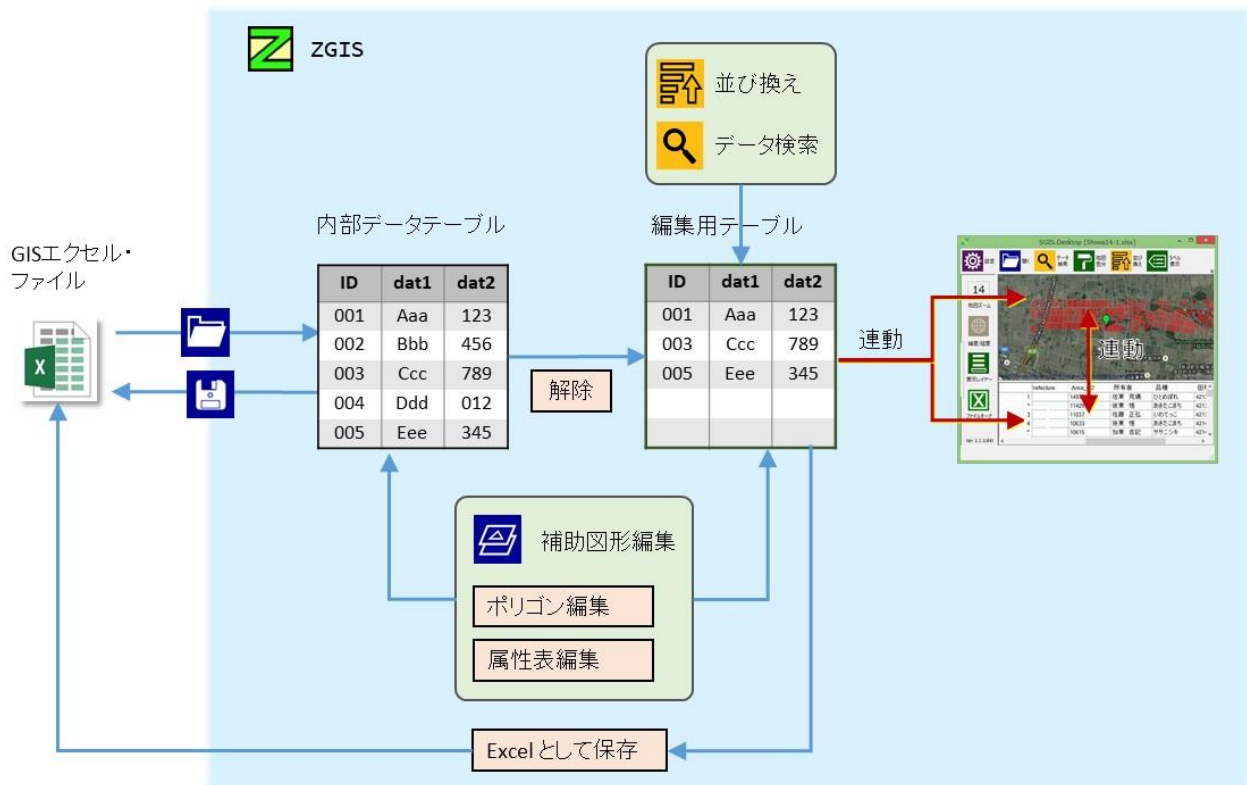 ZGIS
並び換え
データ検索
内部データテーブル
編集用テーブル
GISエクセル・
ファイル
ID dat1 dat2
001 Aaa 123
002 Bbb 456
003 Ccc 789
004 Ddd 012
005 Eee 345
解除
ID dat1 dat2
001 Aaa 123
003 Ccc 789
005 Eee 345
連動
14
連動
補助図形編集
ポリゴン編集
属性表編集
Excelとして保存